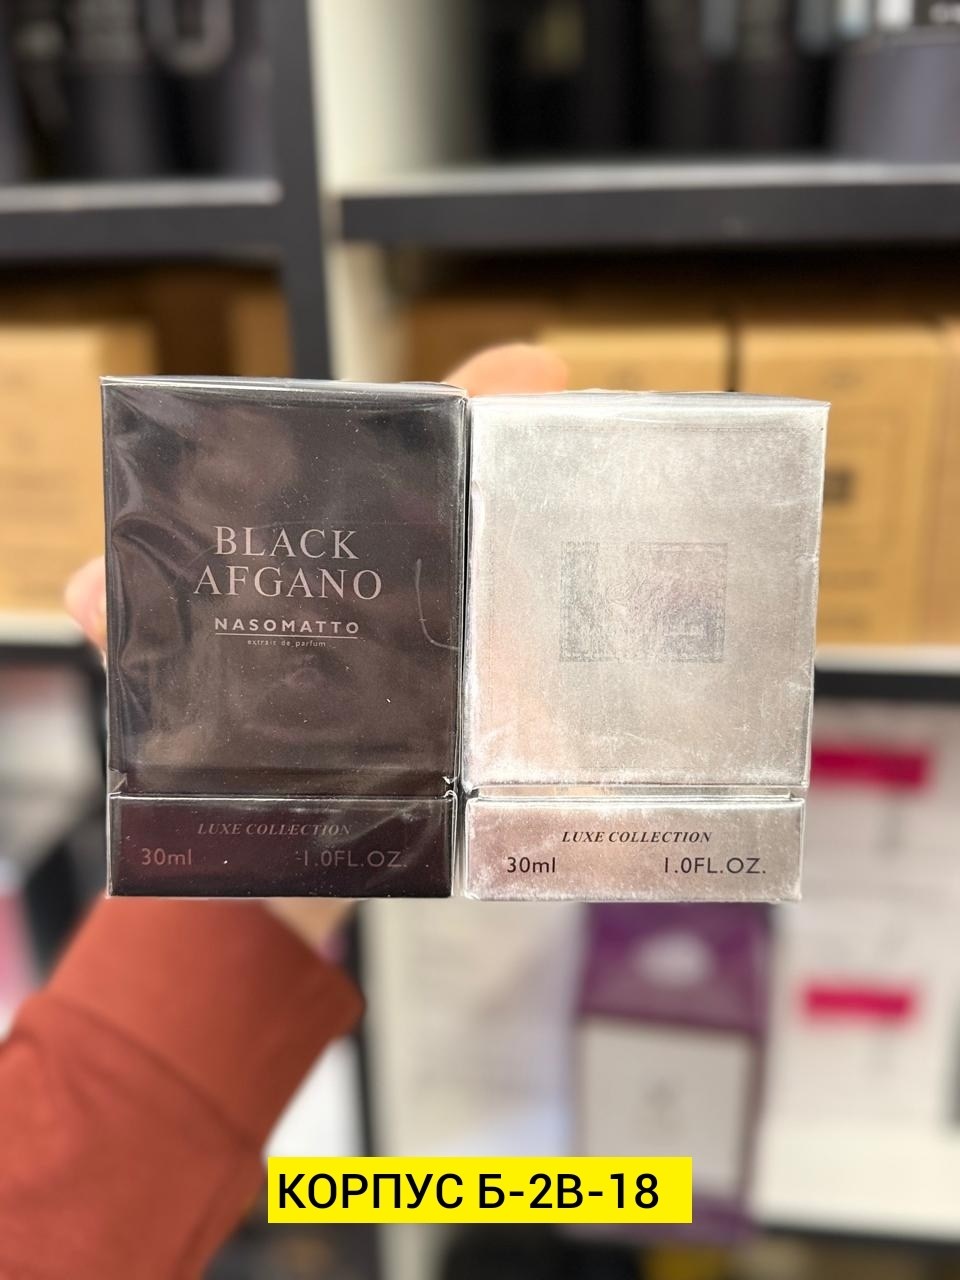 BLACK
AFGANO
NASOMATTO
extrait de parfum
LUXE COLLECTION
30ml 1.0FL.OZ.
LUXE COLLECTION
30ml 1.0FL.OZ.
КОРПУС Б-2В-18